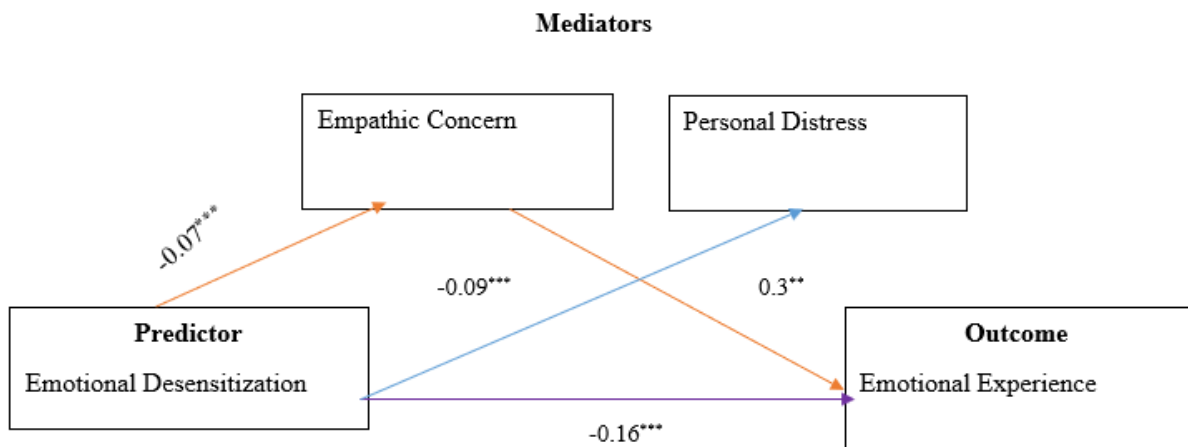 Mediators
Empathic Concern
Personal Distress
-0.07***
-0.09***
0.3**
Predictor
Emotional Desensitization
Outcome
Emotional Experience
-0.16***